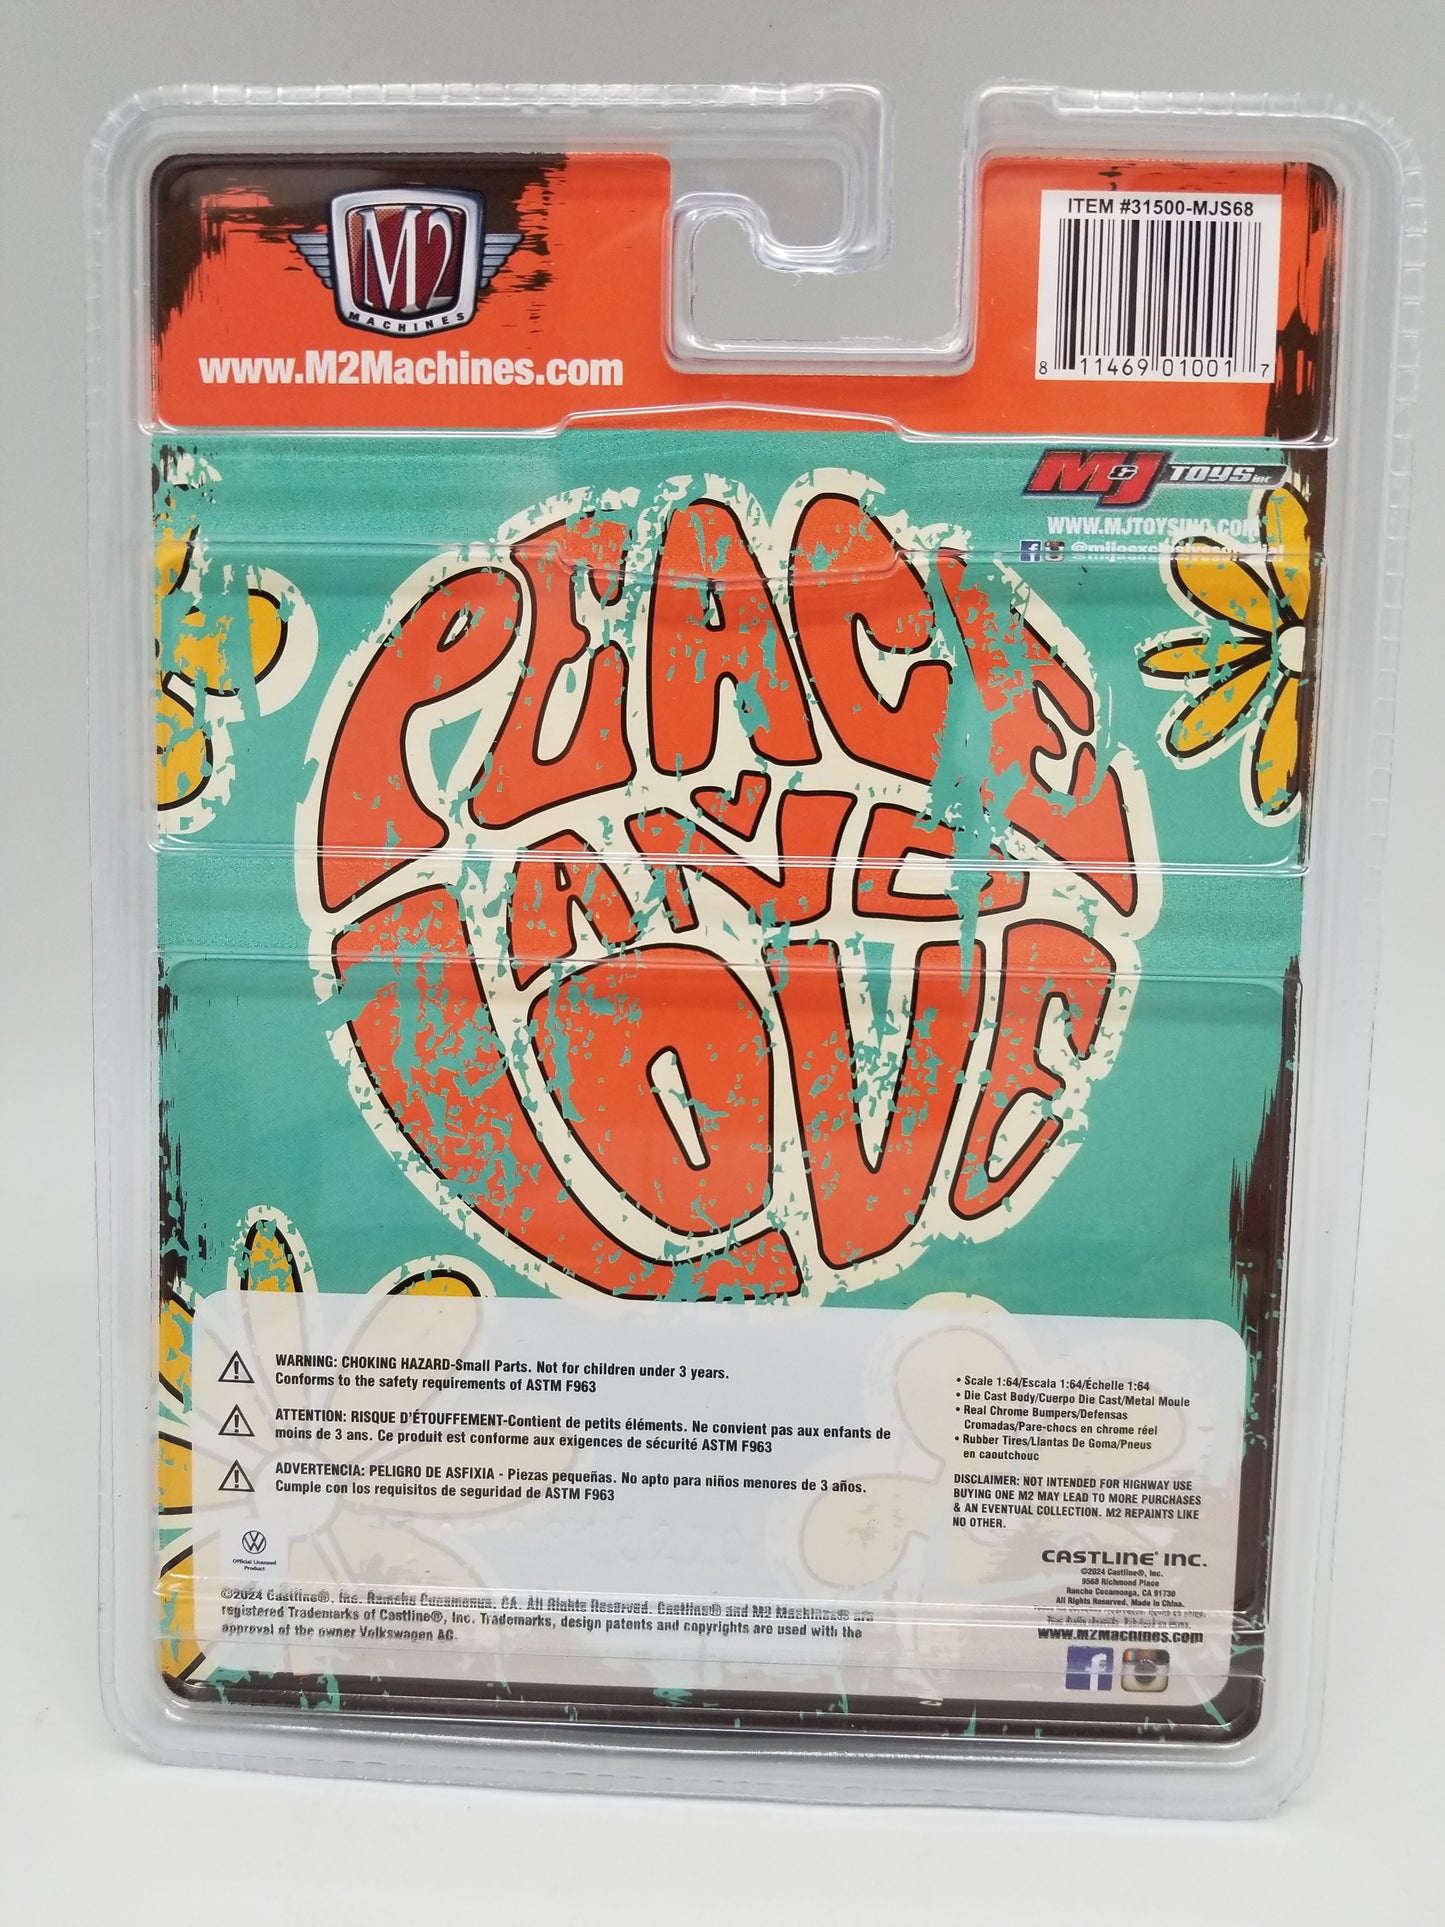 M2
MACHINES
www.M2Machines.com
ITEM #31500-MJS68
8 11469 01001 7
M&J TOYS INC
WWW.MJTOYSINC.COM
PEACE
AND
LOVE
WARNING: CHOKING HAZARD-Small Parts. Not for children under 3 years.
Conforms to the safety requirements of ASTM F963
ATTENTION: RISQUE D'ÉTOUFFEMENT-Contient de petits éléments. Ne convient pas aux enfants de
moins de 3 ans. Ce produit est conforme aux exigences de sécurité ASTM F963
ADVERTENCIA: PELIGRO DE ASFIXIA - Piezas pequeñas. No apto para niños menores de 3 años.
Cumple con los requisitos de seguridad de ASTM F963
• Scale 1:64/Escala 1:64/Échelle 1:64
• Die Cast Body/Cuerpo Die Cast/Metal Moule
• Real Chrome Bumpers/Defensas
Cromadas/Pare-chocs en chrome réel
• Rubber Tires/Llantas De Goma/Pneus
en caoutchouc
DISCLAIMER: NOT INTENDED FOR HIGHWAY USE
BUYING ONE M2 MAY LEAD TO MORE PURCHASES
& AN EVENTUAL COLLECTION. M2 REPAINTS LIKE
NO OTHER.
Official Licensed
Product
©2024 Castline®, Inc. Rancho Cucamonga, CA. All Rights Reserved. Castline® and M2 Machines® are
registered Trademarks of Castline®, Inc. Trademarks, design patents and copyrights are used with the
approval of the owner Volkswagen AG.
CASTLINE® INC.
©2024 Castline®, Inc.
9568 Richmond Place
Rancho Cucamonga, CA 91730
All Rights Reserved. Made in China.
www.M2Machines.com